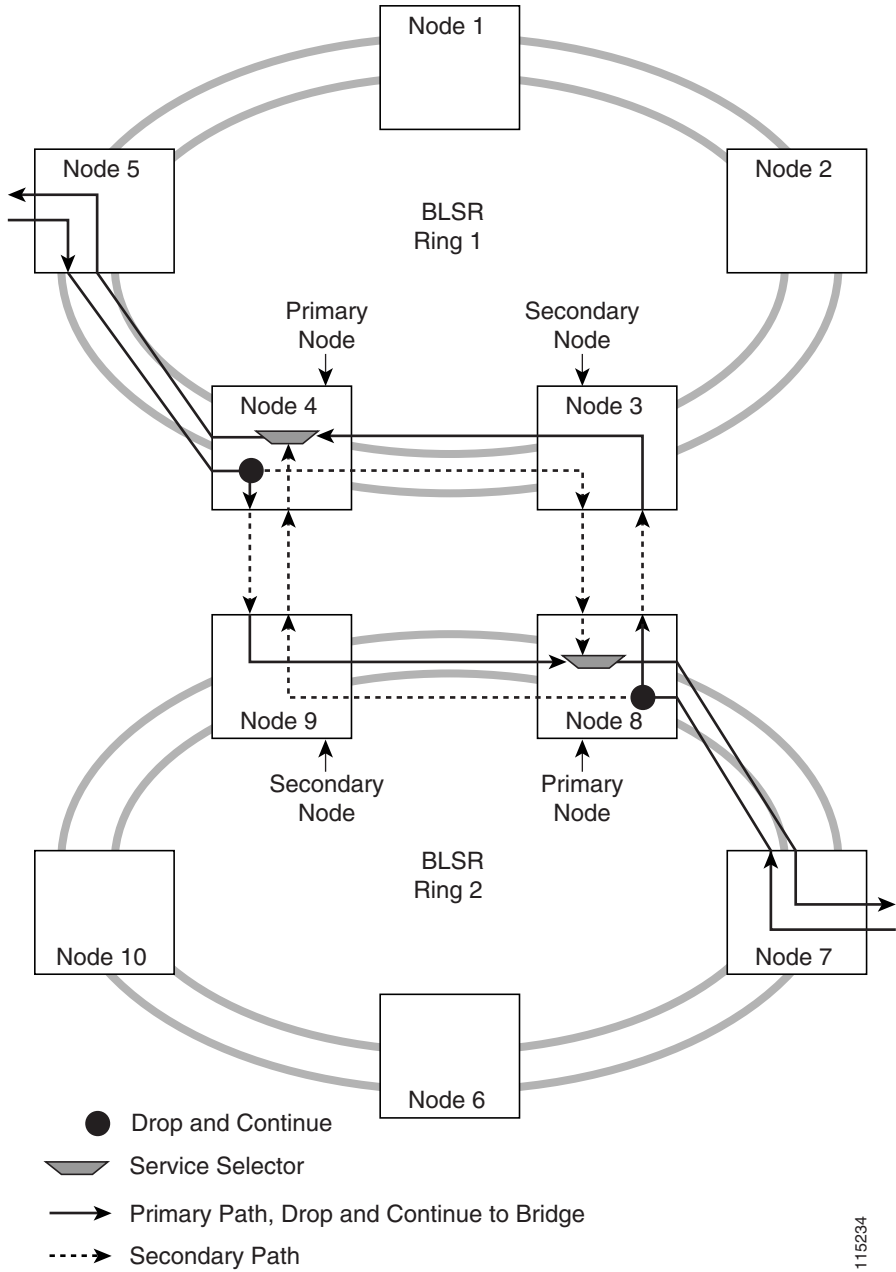 Node 1
Node 5
Node 2
BLSR
Ring 1
Primary
Node
Secondary
Node
Node 4
Node 3
Node 9
Node 8
Secondary
Node
Primary
Node
BLSR
Ring 2
Node 10
Node 7
Node 6
Drop and Continue
Service Selector
Primary Path, Drop and Continue to Bridge
Secondary Path
115234